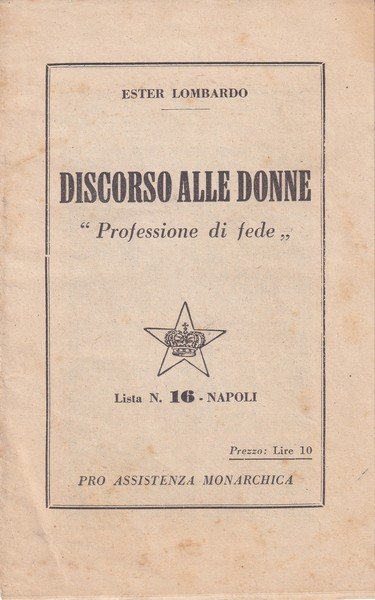 ESTER LOMBARDO
DISCORSO ALLE DONNE
“ Professione di fede „
Lista N. 16 - NAPOLI
Prezzo: Lire 10
PRO ASSISTENZA MONARCHICA